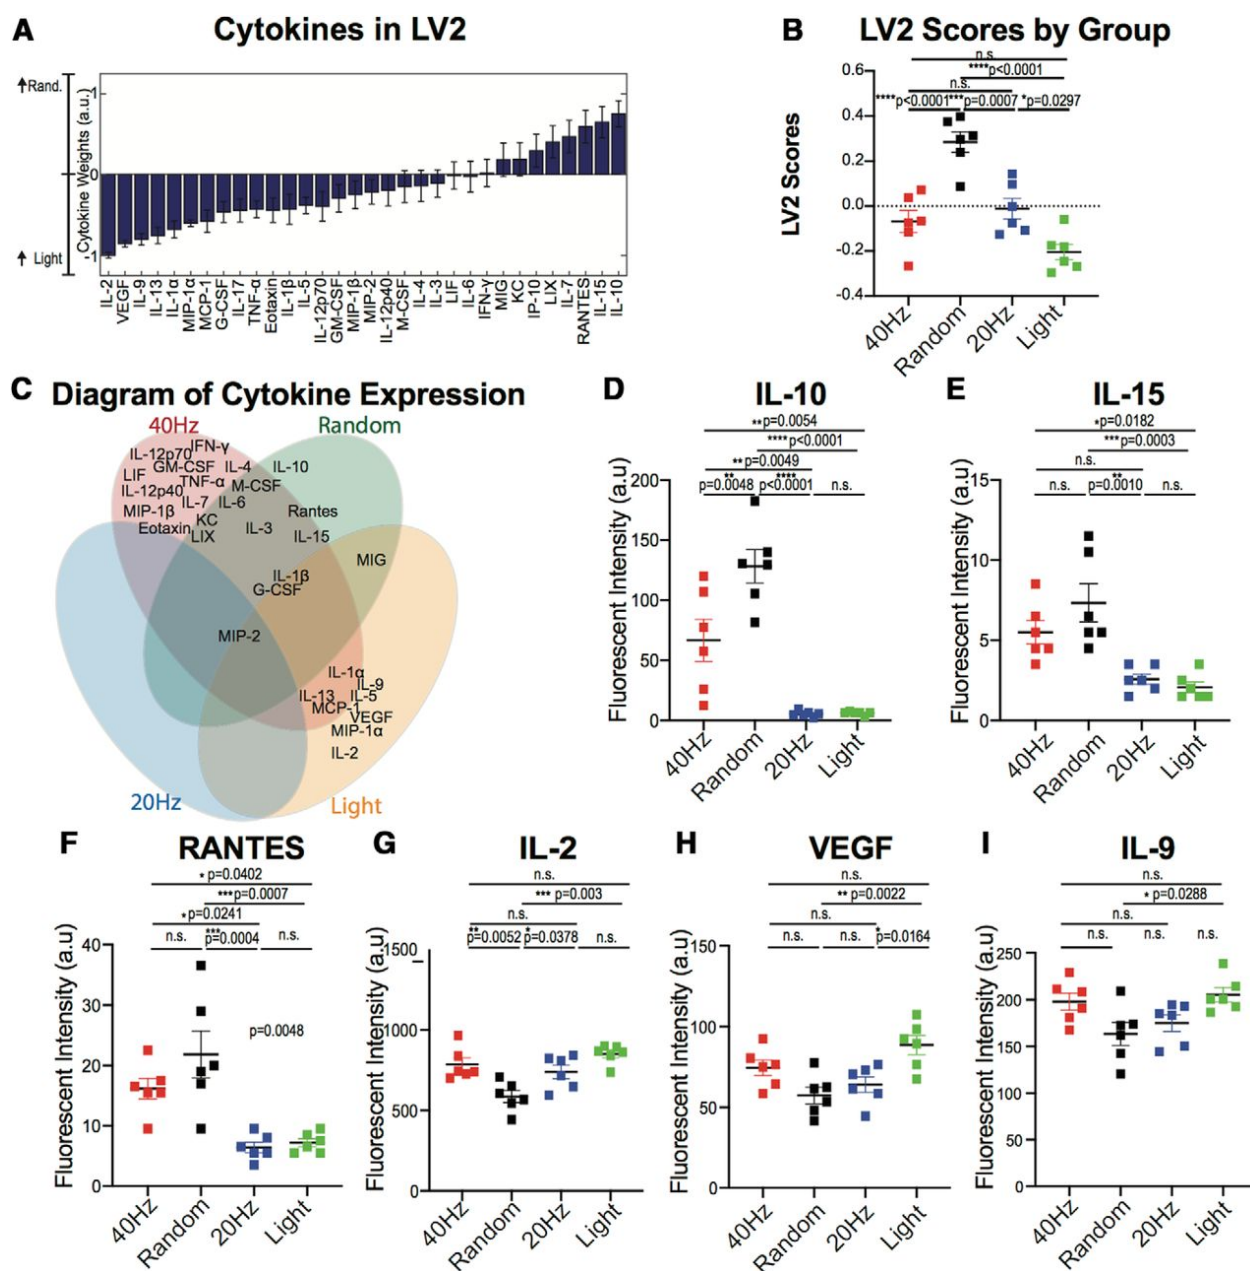 A
Cytokines in LV2
↑Rand.
↑ Light
Cytokine Weights (a.u.)
1
0
-1
IL-2
VEGF
IL-9
IL-13
IL-1α
MIP-1α
MCP-1
G-CSF
IL-17
TNF-α
Eotaxin
IL-1β
IL-5
IL-12p70
GM-CSF
MIP-1β
MIP-2
IL-12p40
M-CSF
IL-4
IL-3
LIF
IL-6
IFN-γ
MIG
KC
IP-10
LIX
IL-7
RANTES
IL-15
IL-10
B
LV2 Scores by Group
n.s.
****p<0.0001
n.s.
****p<0.0001 ***p=0.0007 *p=0.0297
LV2 Scores
0.6
0.4
0.2
0.0
-0.2
-0.4
40Hz
Random
20Hz
Light
C
Diagram of Cytokine Expression
40Hz
Random
IFN-γ
IL-12p70
GM-CSF IL-4 IL-10
LIF
TNF-α M-CSF
IL-12p40
IL-7 IL-6
MIP-1β KC Rantes
Eotaxin IL-3
LIX IL-15
MIG
IL-1β
G-CSF
MIP-2
IL-1α
IL-9
IL-13 IL-5
MCP-1
VEGF
MIP-1α
IL-2
20Hz
Light
D
IL-10
**p=0.0054
****p<0.0001
**p=0.0049
** ****
p=0.0048 p<0.0001 n.s.
Fluorescent Intensity (a.u)
200
150
100
50
0
40Hz
Random
20Hz
Light
E
IL-15
*p=0.0182
***p=0.0003
n.s.
**
n.s. p=0.0010 n.s.
Fluorescent Intensity (a.u)
15
10
5
0
40Hz
Random
20Hz
Light
F
RANTES
* p=0.0402
***p=0.0007
*p=0.0241
***
n.s. p=0.0004 n.s.
p=0.0048
Fluorescent Intensity (a.u)
40
30
20
10
0
40Hz
Random
20Hz
Light
G
IL-2
n.s.
*** p=0.003
n.s.
** *
p=0.0052 p=0.0378 n.s.
Fluorescent Intensity (a.u)
1500
1000
500
0
40Hz
Random
20Hz
Light
H
VEGF
n.s.
** p=0.0022
n.s.
*
n.s. n.s. p=0.0164
Fluorescent Intensity (a.u)
150
100
50
0
40Hz
Random
20Hz
Light
I
IL-9
n.s.
* p=0.0288
n.s.
n.s. n.s. n.s.
Fluorescent Intensity (a.u)
250
200
150
100
50
0
40Hz
Random
20Hz
Light